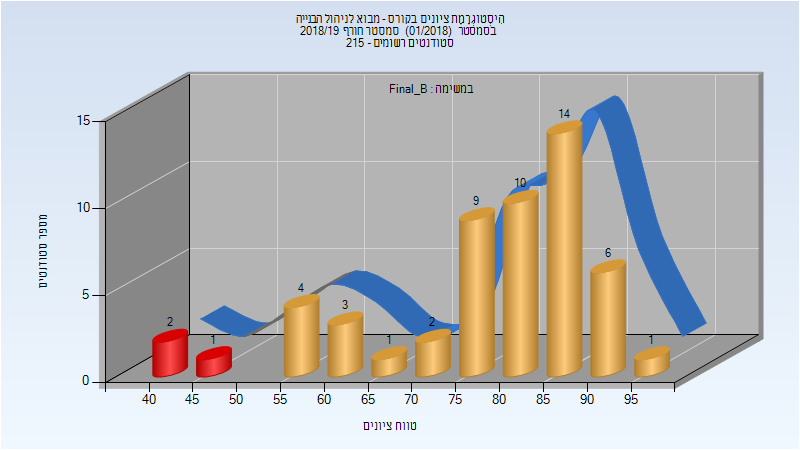 היסטוגרמת ציונים בקורס - מבוא לניהול הבנייה
בסמסטר (01/2018) סמסטר חורף 2018/19
סטודנטים רשומים - 215
במשימה : Final_B
מספר סטודנטים
15
10
5
0
2
1
4
3
1
2
9
10
14
6
1
40 45 50 55 60 65 70 75 80 85 90 95
טווח ציונים